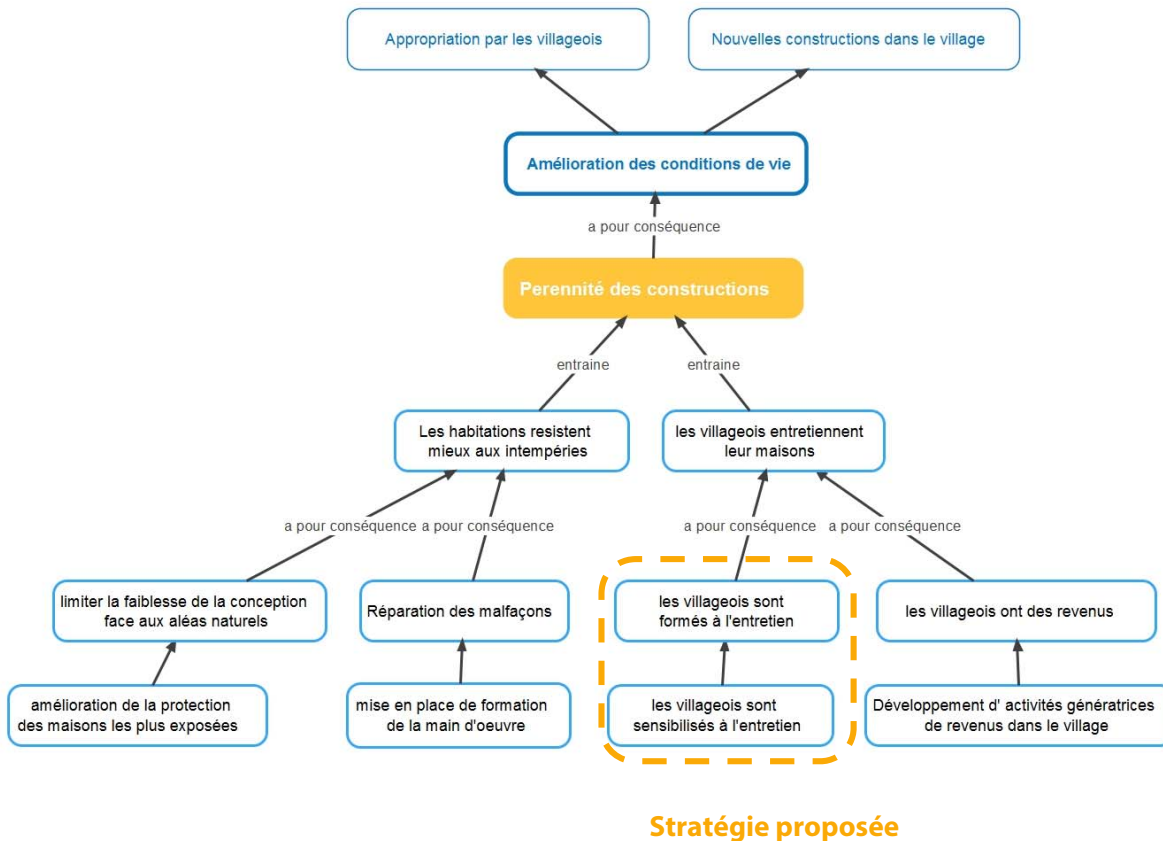 Appropriation par les villageois
Nouvelles constructions dans le village
Amélioration des conditions de vie
a pour conséquence
Perennité des constructions
entraine
entraine
Les habitations resistent
mieux aux intempéries
les villageois entretiennent
leur maisons
a pour conséquence
a pour conséquence
a pour conséquence
a pour conséquence
limiter la faiblesse de la conception
face aux aléas naturels
Réparation des malfaçons
les villageois sont
formés à l'entretien
les villageois ont des revenus
amélioration de la protection
des maisons les plus exposées
mise en place de formation
de la main d'oeuvre
les villageois sont
sensibilisés à l'entretien
Développement d' activités génératrices
de revenus dans le village
Stratégie proposée